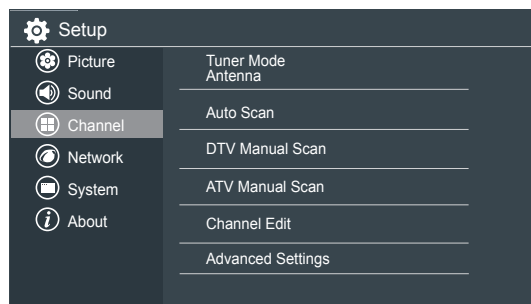 Setup
Picture
Sound
Channel
Network
System
About
Tuner Mode
Antenna
Auto Scan
DTV Manual Scan
ATV Manual Scan
Channel Edit
Advanced Settings